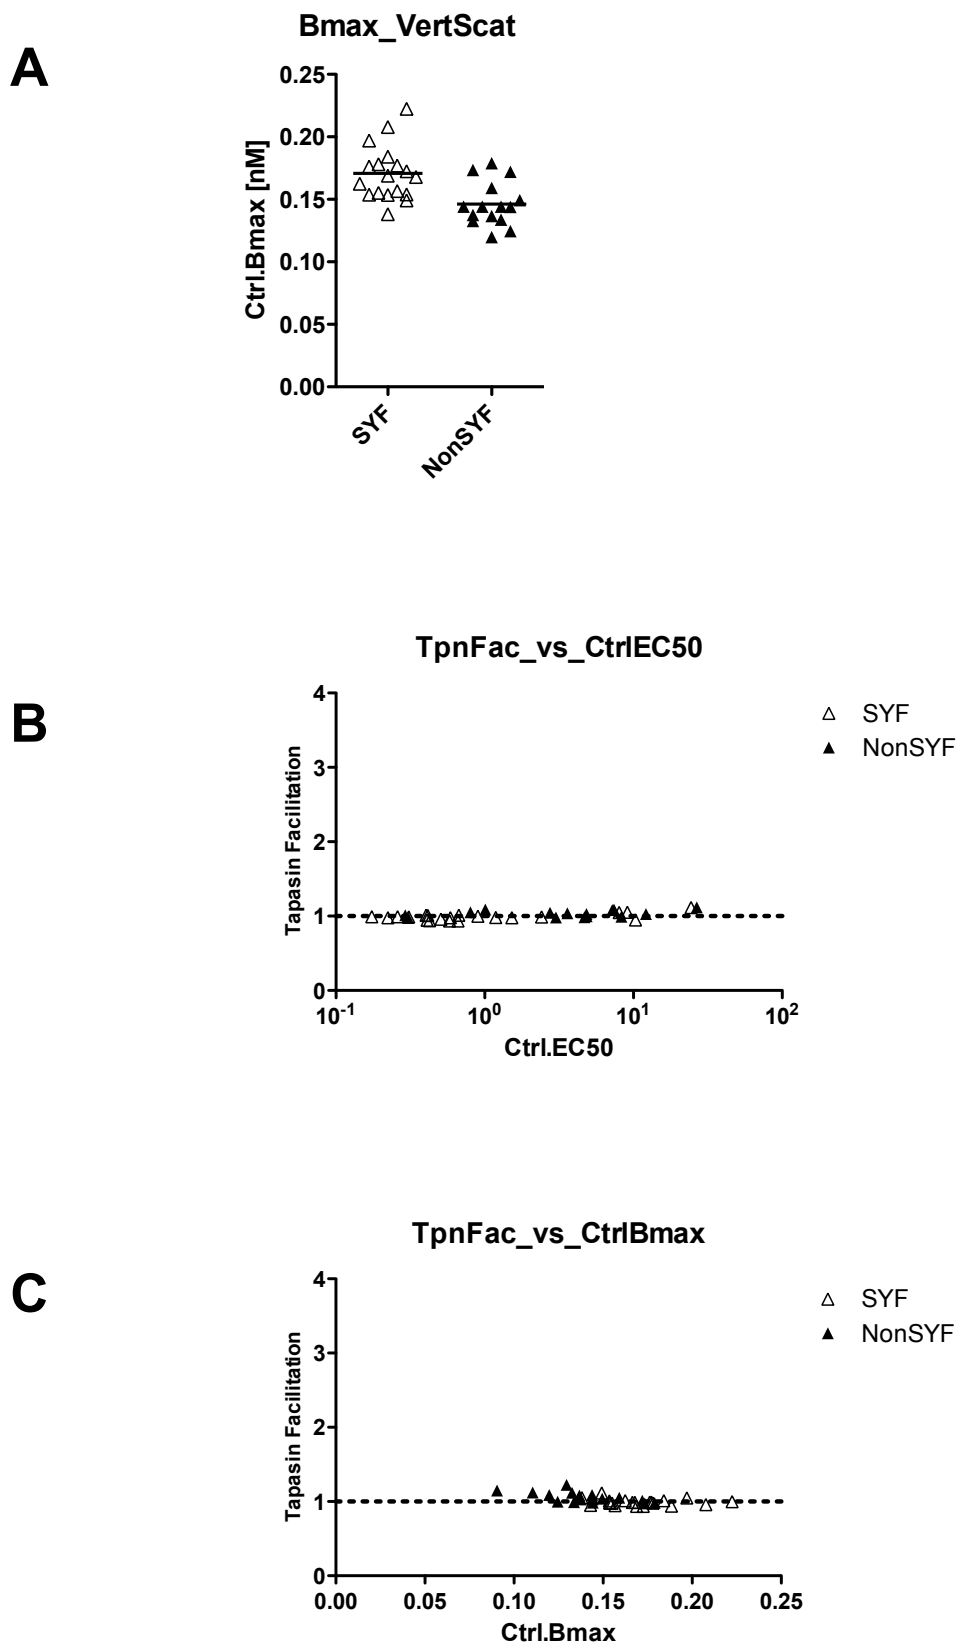 A
Bmax_VertScat
Ctrl.Bmax [nM]
0.25
0.20
0.15
0.10
0.05
0.00
SYF
NonSYF
B
TpnFac_vs_CtrlEC50
Tapasin Facilitation
4
3
2
1
0
10-1
100
101
102
Ctrl.EC50
SYF
NonSYF
C
TpnFac_vs_CtrlBmax
Tapasin Facilitation
4
3
2
1
0
0.00
0.05
0.10
0.15
0.20
0.25
Ctrl.Bmax
SYF
NonSYF